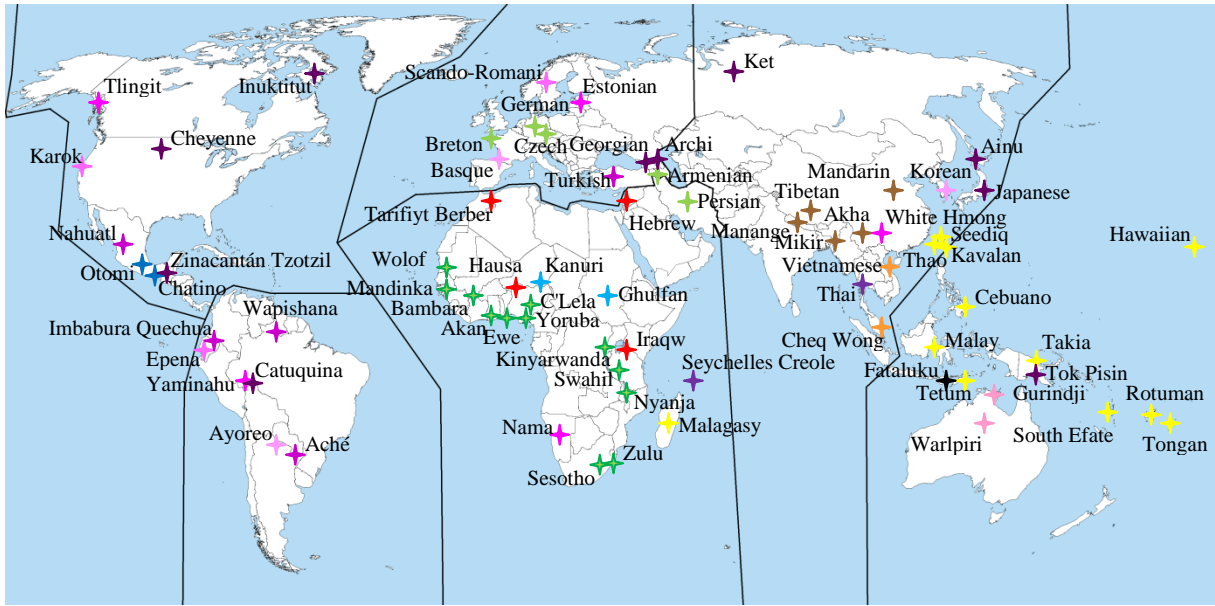 Ket
Scando-Romani
Inuktitut
Tlingit
Estonian
German
Cheyenne
Breton
Czech
Georgian
Archi
Ainu
Karok
Basque
Turkish
Armenian
Mandarin
Korean
Tibetan
Japanese
Persian
Tarifiyt Berber
Hebrew
Akha
White Hmong
Manange
Mikir
Seediq
Nahuatl
Hawaiian
Kavalan
Thao
Otomi
Zinacantán Tzotzil
Wolof
Hausa
Kanuri
Vietnamese
Chatino
Mandinka
Ghulfan
Thai
Bambara
C'Lela
Cebuano
Wapishana
Akan
Yoruba
Imbabura Quechua
Ewe
Iraqw
Cheq Wong
Malay
Takia
Epena
Kinyarwanda
Catuquina
Seychelles Creole
Fataluku
Tok Pisin
Yaminahu
Swahil
Tetum
Gurindji
Rotuman
Nyanja
Ayoreo
Aché
Nama
Malagasy
Warlpiri
South Efate
Tongan
Zulu
Sesotho